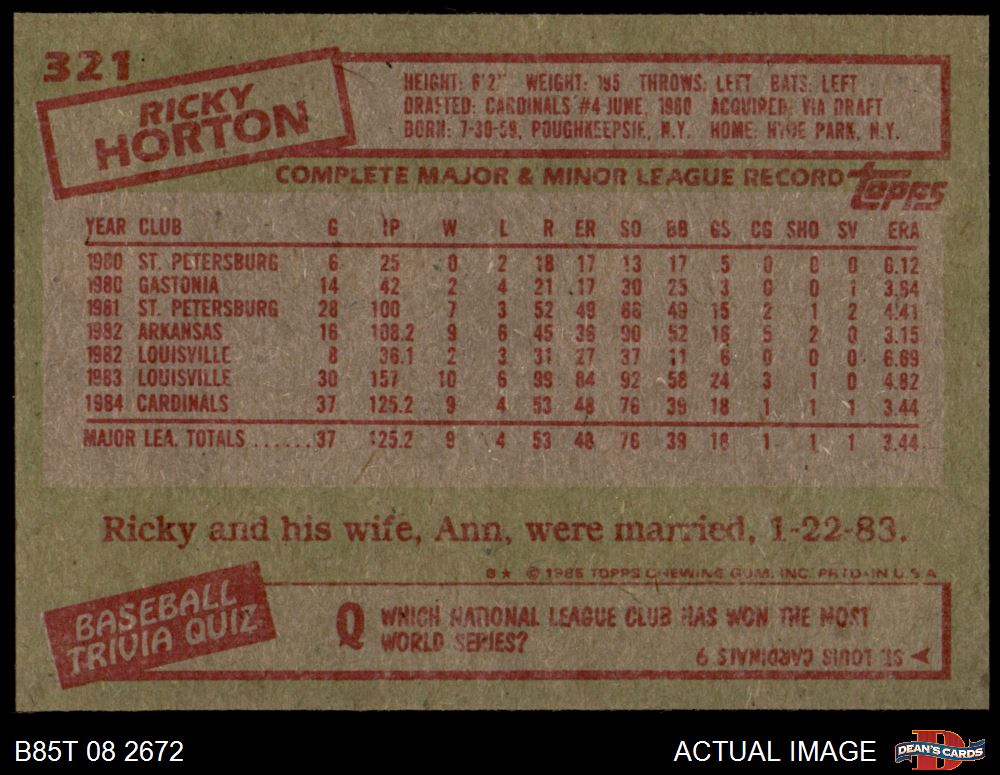 321
RICKY
HORTON
HEIGHT: 6'2" WEIGHT: 195 THROWS: LEFT BATS: LEFT
DRAFTED: CARDINALS #4-JUNE, 1980 ACQUIRED: VIA DRAFT
BORN: 7-30-59, POUGHKEEPSIE, N.Y. HOME: HYDE PARK, N.Y.
COMPLETE MAJOR & MINOR LEAGUE RECORD topps
YEAR CLUB G IP W L R ER SO BB GS CG SHO SV ERA
1980 ST. PETERSBURG 6 25 0 2 18 17 13 17 5 0 0 0 6.12
1980 GASTONIA 14 42 2 4 21 17 30 25 3 0 0 1 3.64
1981 ST. PETERSBURG 28 100 7 3 52 49 86 49 15 2 1 2 4.41
1982 ARKANSAS 16 108.2 9 6 45 38 90 52 16 5 2 0 3.15
1982 LOUISVILLE 8 36.1 2 3 31 27 37 11 6 0 0 0 6.69
1983 LOUISVILLE 30 157 10 6 99 84 92 58 24 3 1 0 4.82
1984 CARDINALS 37 125.2 9 4 53 48 76 39 18 1 1 1 3.44
MAJOR LEA. TOTALS ......37 125.2 9 4 53 48 76 39 18 1 1 1 3.44
Ricky and his wife, Ann, were married, 1-22-83.
© 1985 TOPPS CHEWING GUM, INC. PRTD. IN U.S.A
BASEBALL
TRIVIA QUIZ
Q WHICH NATIONAL LEAGUE CLUB HAS WON THE MOST
WORLD SERIES?
ST. LOUIS CARDINALS 9
B85T 08 2672
ACTUAL IMAGE
DEAN'S CARDS